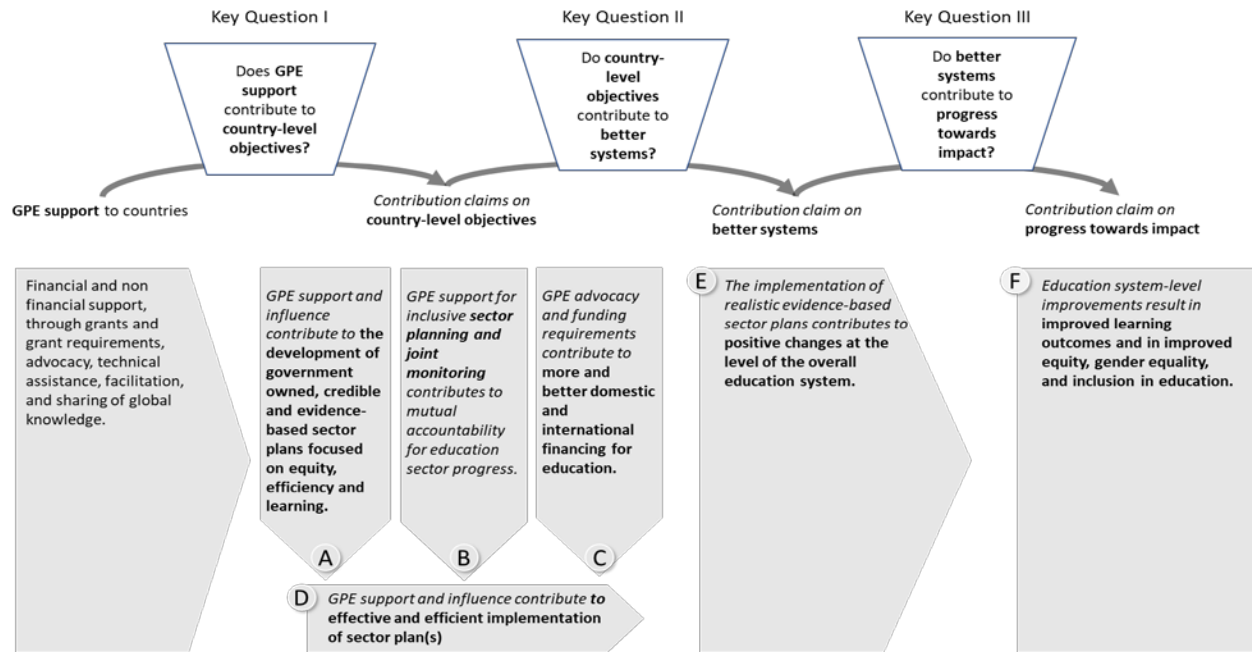 Key Question I
Key Question II
Key Question III
Does GPE
support
contribute to
country-level
objectives?
Do country-
level
objectives
contribute to
better
systems?
Do better
systems
contribute to
progress
towards
impact?
GPE support to countries
Contribution claims on
country-level objectives
Contribution claim on
better systems
Contribution claim on
progress towards impact
Financial and non
financial support,
through grants and
grant requirements,
advocacy, technical
assistance, facilitation,
and sharing of global
knowledge.
GPE support and
influence contribute
to the
development of
government
owned, credible
and evidence-
based sector
plans focused
on equity,
efficiency and
learning.
A
GPE support for
inclusive sector
planning and
joint
monitoring
contributes to
mutual
accountability
for education
sector progress.
B
GPE advocacy
and funding
requirements
contribute to
more and
better domestic
and
international
financing for
education.
C
D
GPE support and influence contribute to
effective and efficient implementation
of sector plan(s)
E
The implementation of
realistic evidence-based
sector plans contributes to
positive changes at the
level of the overall
education system.
F
Education system-level
improvements result in
improved learning
outcomes and in improved
equity, gender equality,
and inclusion in education.